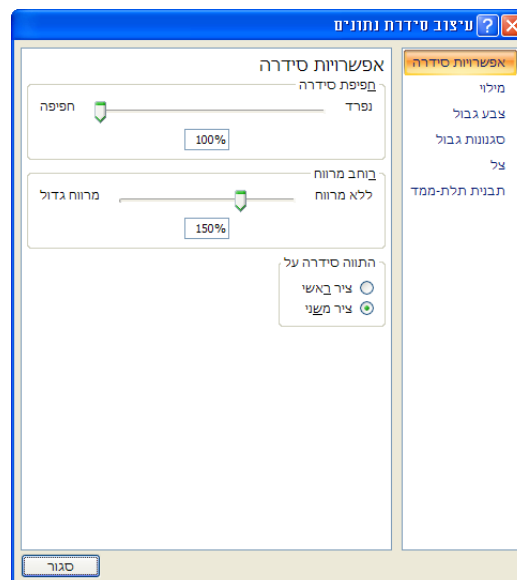 עיצוב סידרת נתונים
אפשרויות סידרה
מילוי
צבע גבול
סגנונות גבול
צל
תבנית תלת-ממד
אפשרויות סידרה
חפיפת סידרה
נפרד חפיפה
100%
רוחב מרווח
ללא מרווח מרווח גדול
150%
התווה סידרה על
ציר ראשי
ציר משני
סגור